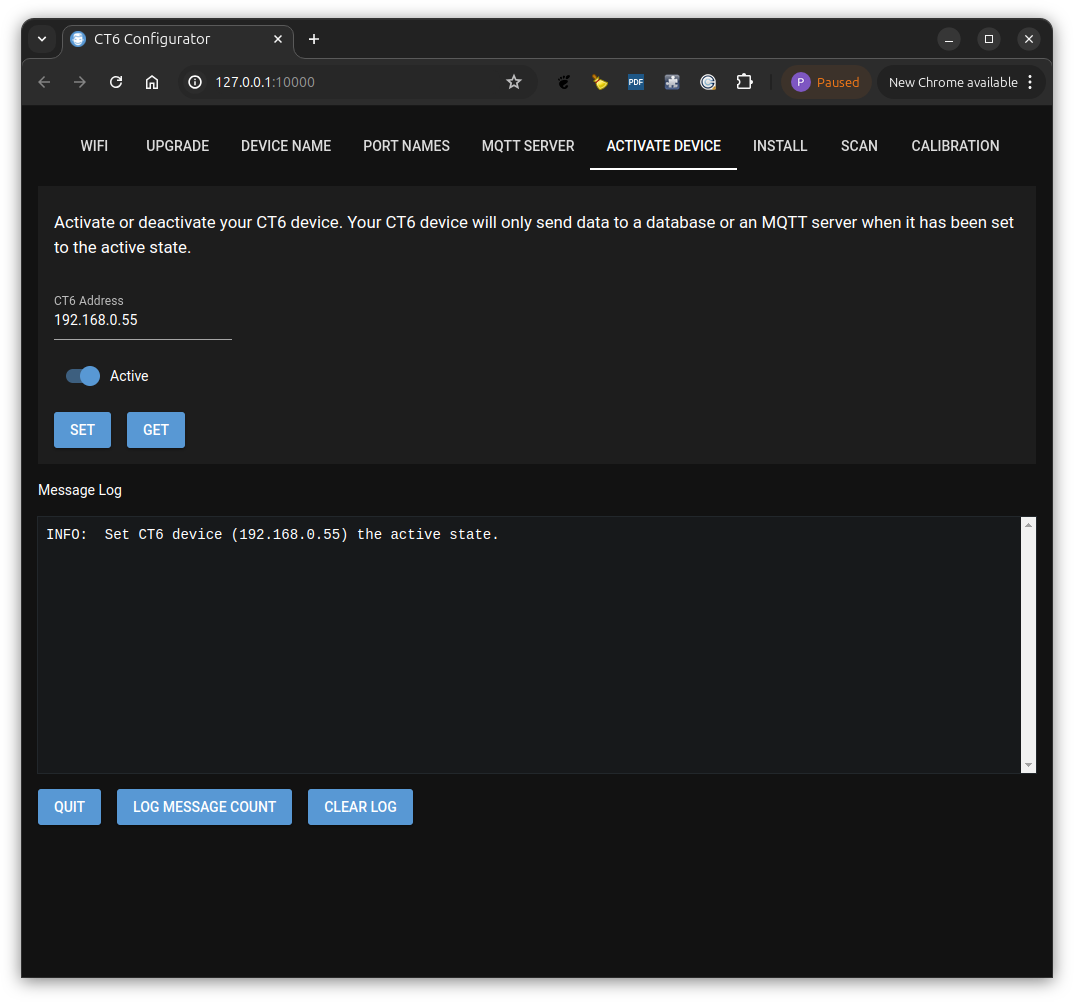 CT6 Configurator
127.0.0.1:10000
PDF
P Paused
New Chrome available
WIFI UPGRADE DEVICE NAME PORT NAMES MQTT SERVER ACTIVATE DEVICE INSTALL SCAN CALIBRATION
Activate or deactivate your CT6 device. Your CT6 device will only send data to a database or an MQTT server when it has been set
to the active state.
CT6 Address
192.168.0.55
Active
SET GET
Message Log
INFO:  Set CT6 device (192.168.0.55) the active state.
QUIT LOG MESSAGE COUNT CLEAR LOG